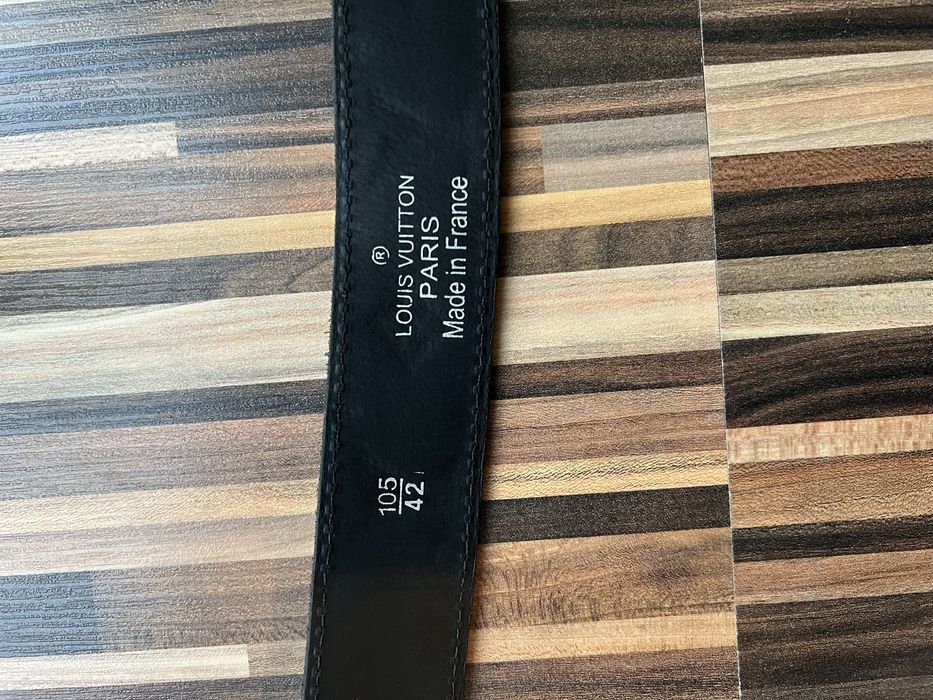 ®
LOUIS VUITTON
PARIS
Made in France
105
42